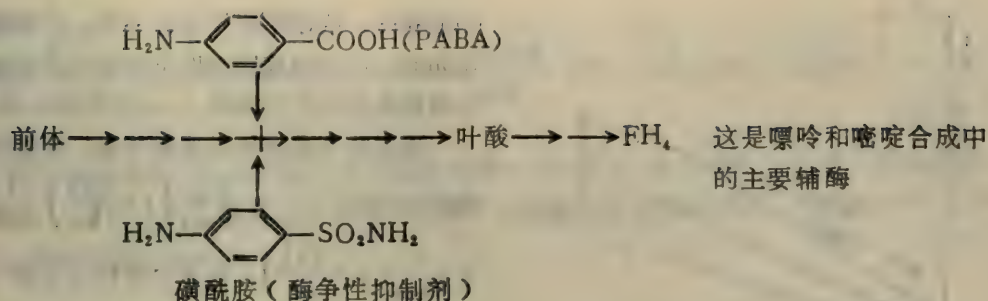 H₂N—COOH(PABA)
前体→→→→→→→→叶酸→→FH₄ 这是嘌呤和嘧啶合成中
的主要辅酶
H₂N—SO₂NH₂
磺酰胺(酶争性抑制剂)